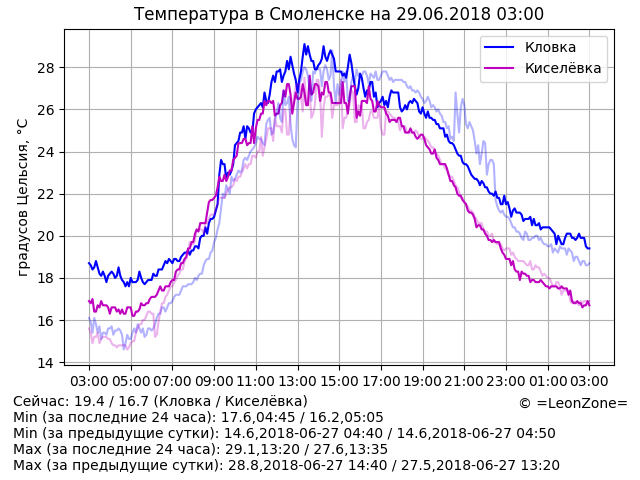 Температура в Смоленске на 29.06.2018 03:00
Кловка
Киселёвка
градусов Цельсия, °C
28
26
24
22
20
18
16
14
03:00 05:00 07:00 09:00 11:00 13:00 15:00 17:00 19:00 21:00 23:00 01:00 03:00
Сейчас: 19.4 / 16.7 (Кловка / Киселёвка)
© =LeonZone=
Min (за последние 24 часа): 17.6,04:45 / 16.2,05:05
Min (за предыдущие сутки): 14.6,2018-06-27 04:40 / 14.6,2018-06-27 04:50
Max (за последние 24 часа): 29.1,13:20 / 27.6,13:35
Max (за предыдущие сутки): 28.8,2018-06-27 14:40 / 27.5,2018-06-27 13:20